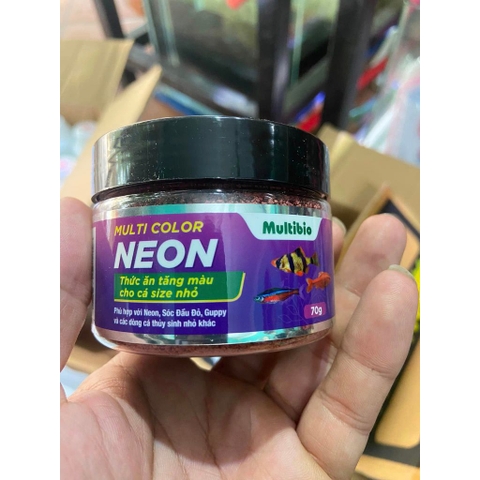 MULTI COLOR
Multibio
NEON
Thức ăn tăng màu
cho cá size nhỏ
Phù hợp với Neon, Sóc Đầu Đỏ, Guppy
và các dòng cá thủy sinh nhỏ khác
70g